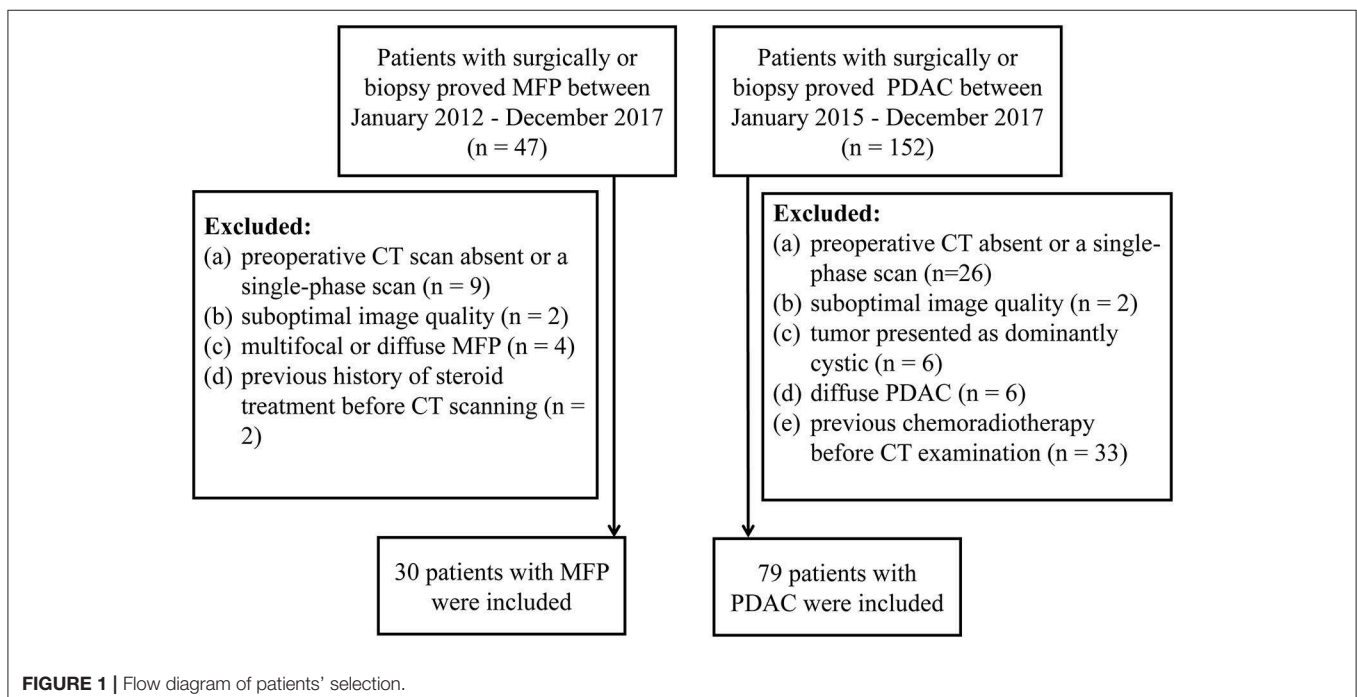 Patients with surgically or
biopsy proved MFP between
January 2012 - December 2017
(n = 47)
Patients with surgically or
biopsy proved PDAC between
January 2015 - December 2017
(n = 152)
Excluded:
(a) preoperative CT scan absent or a
single-phase scan (n = 9)
(b) suboptimal image quality (n = 2)
(c) multifocal or diffuse MFP (n = 4)
(d) previous history of steroid
treatment before CT scanning (n =
2)
Excluded:
(a) preoperative CT absent or a single-
phase scan (n=26)
(b) suboptimal image quality (n = 2)
(c) tumor presented as dominantly
cystic (n = 6)
(d) diffuse PDAC (n = 6)
(e) previous chemoradiotherapy
before CT examination (n = 33)
30 patients with MFP
were included
79 patients with
PDAC were included
FIGURE 1 | Flow diagram of patients' selection.